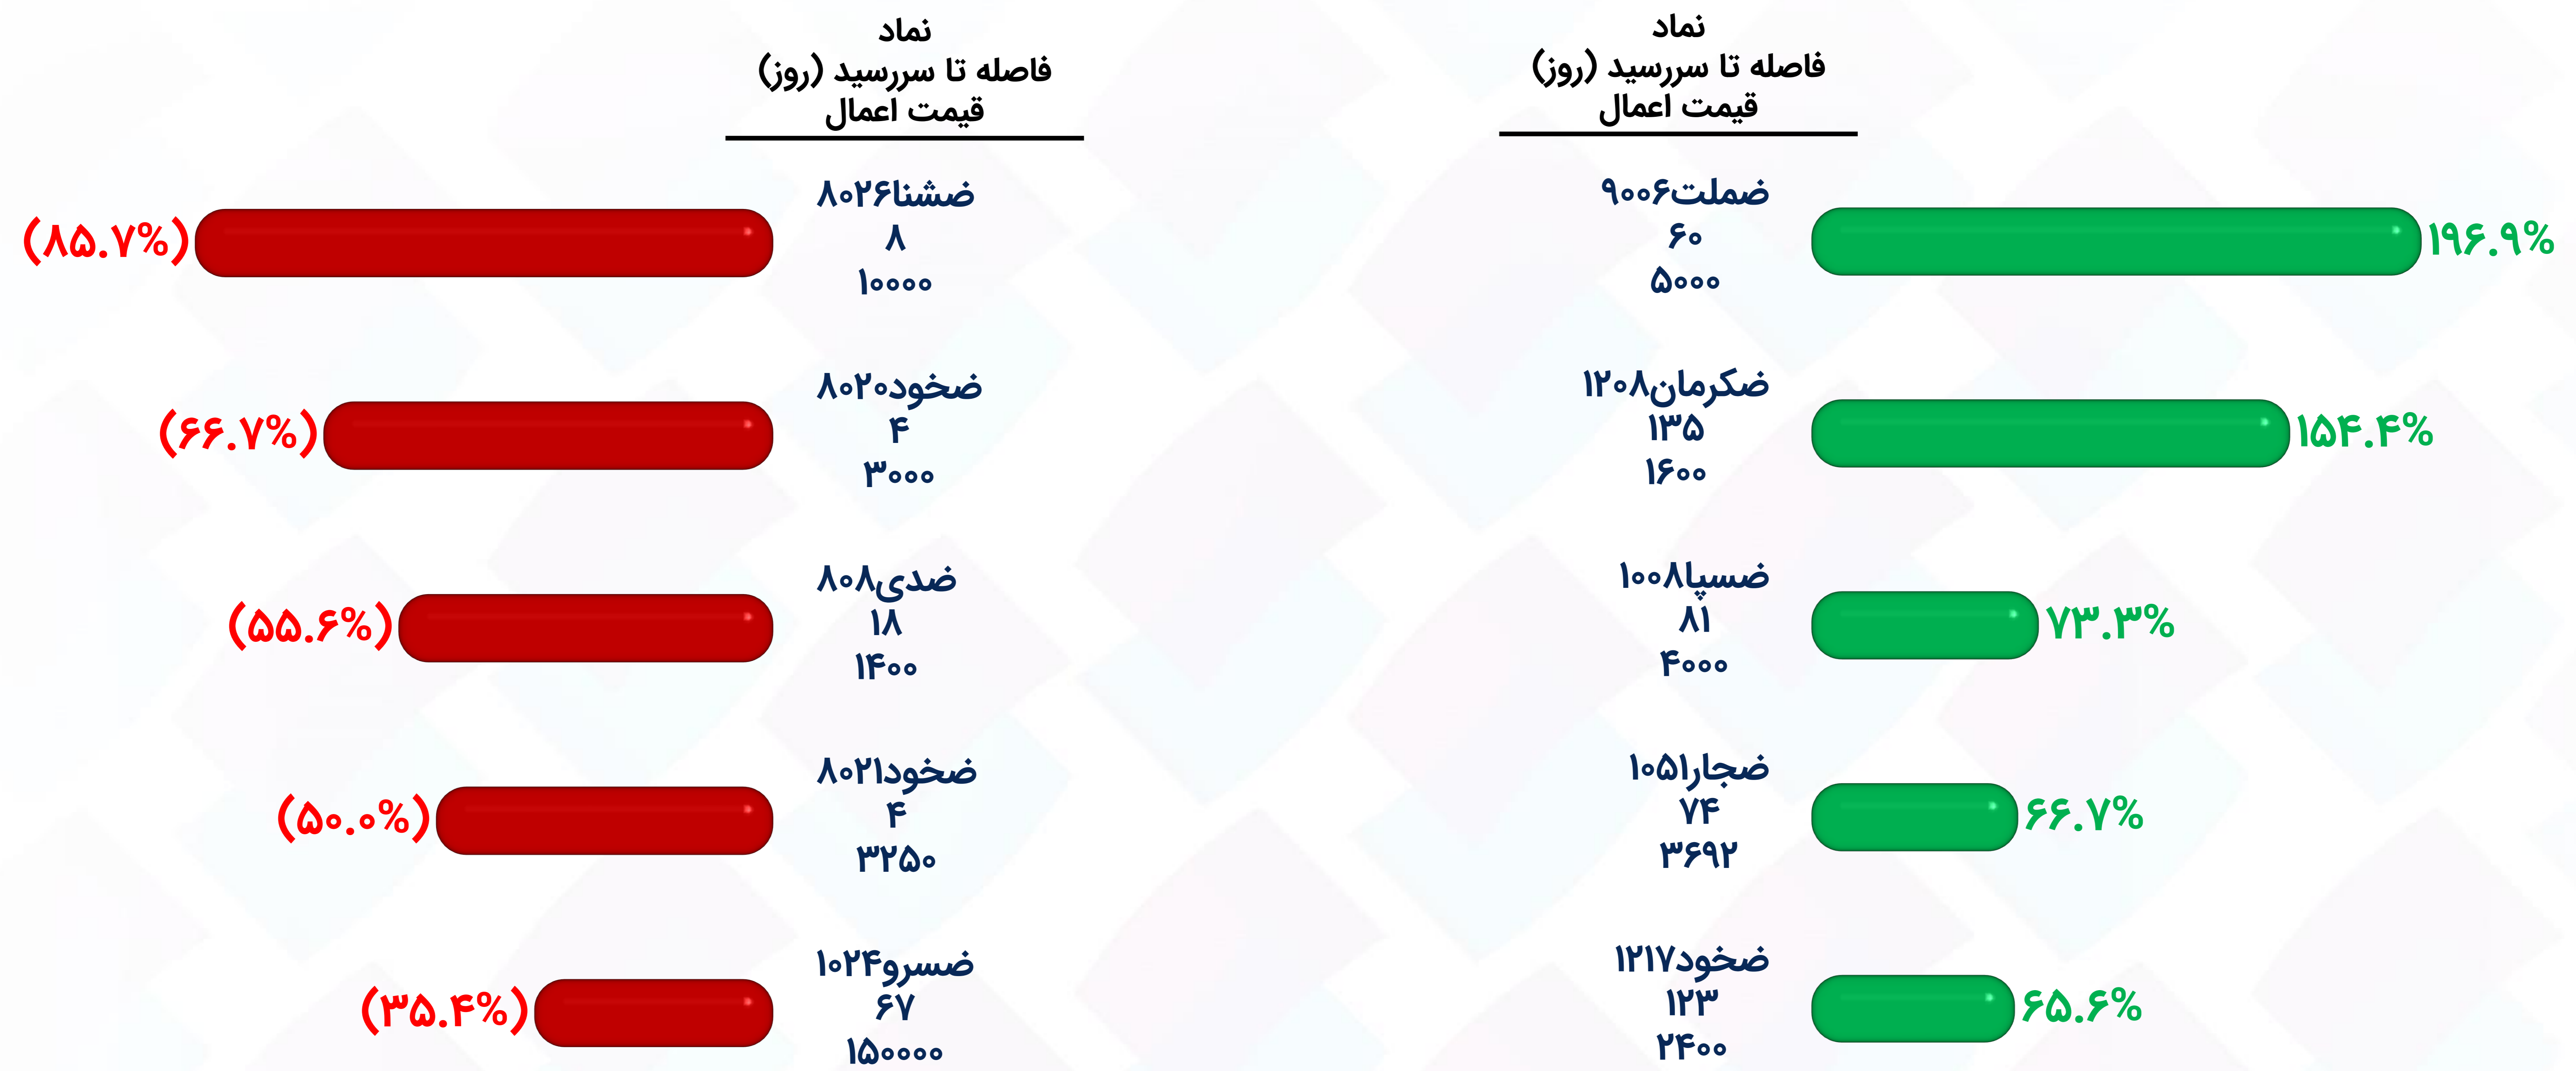 نماد
فاصله تا سررسید (روز)
قیمت اعمال
ضملت۹۰۰۶
۶۰
۵۰۰۰
۱۹۶.۹%
ضکرمان۱۲۰۸
۱۳۵
۱۶۰۰
۱۵۴.۴%
ضسپا۱۰۰۸
۸۱
۴۰۰۰
۷۳.۳%
ضجار۱۰۵۱
۷۴
۳۶۹۲
۶۶.۷%
ضخود۱۲۱۷
۱۲۳
۲۴۰۰
۶۵.۶%
نماد
فاصله تا سررسید (روز)
قیمت اعمال
ضشنا۸۰۲۶
۸
۱۰۰۰۰
(۸۵.۷%)
ضخود۸۰۲۰
۴
۳۰۰۰
(۶۶.۷%)
ضدی۸۰۸
۱۸
۱۴۰۰
(۵۵.۶%)
ضخود۸۰۲۱
۴
۳۲۵۰
(۵۰.۰%)
ضسرو۱۰۲۴
۶۷
۱۵۰۰۰۰
(۳۵.۴%)